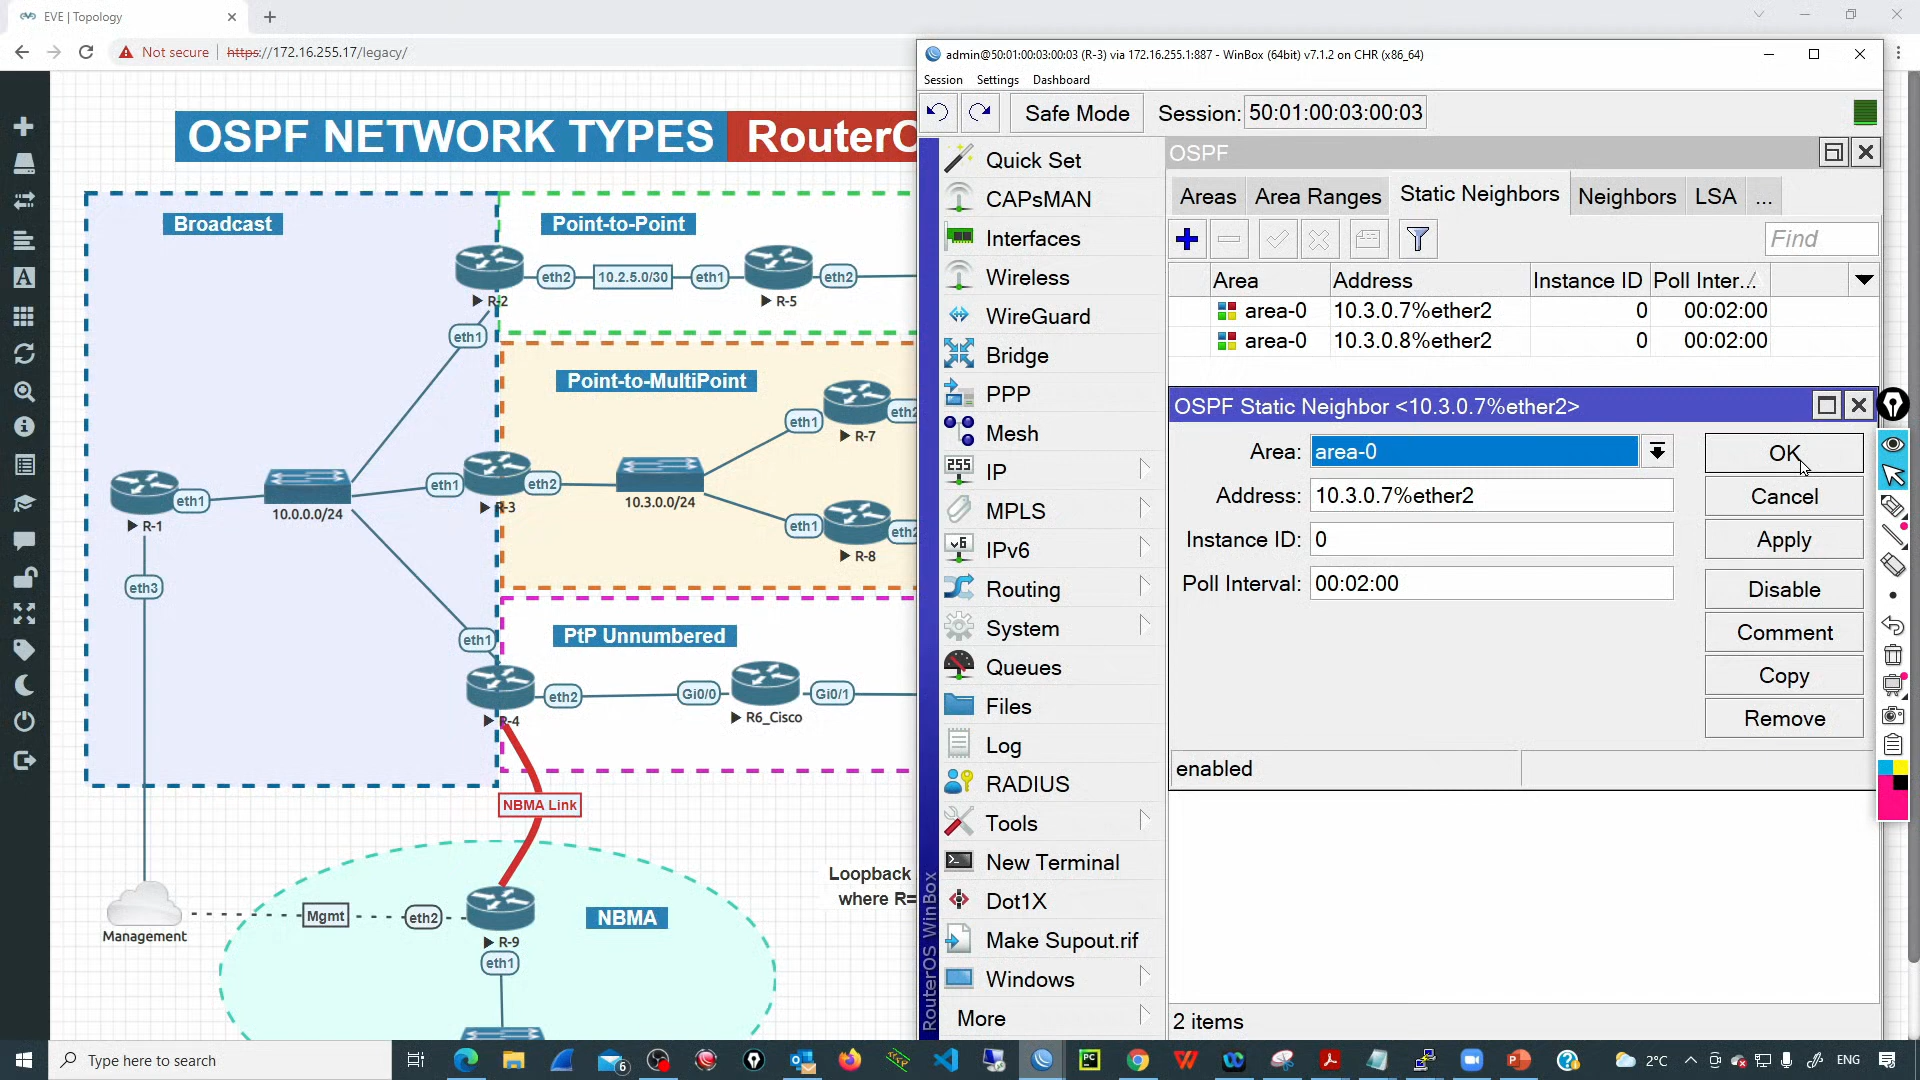 EVE | Topology
Not secure
https://172.16.255.17/legacy/
OSPF NETWORK TYPES
RouterO
Broadcast
Point-to-Point
R-2
eth2
10.2.5.0/30
eth1
R-5
eth2
eth1
Point-to-MultiPoint
R-7
eth1
eth2
R-1
eth1
10.0.0.0/24
eth1
R-3
eth2
10.3.0.0/24
eth1
R-8
eth2
eth3
PtP Unnumbered
eth1
R-4
eth2
Gi0/0
R6_Cisco
Gi0/1
NBMA Link
Loopback
where R=
Management
Mgmt
eth2
R-9
NBMA
eth1
admin@50:01:00:03:00:03 (R-3) via 172.16.255.1:887 - WinBox (64bit) v7.1.2 on CHR (x86_64)
Session
Settings
Dashboard
Safe Mode
Session:
50:01:00:03:00:03
Quick Set
CAPsMAN
Interfaces
Wireless
WireGuard
Bridge
PPP
Mesh
IP
MPLS
IPv6
Routing
System
Queues
Files
Log
RADIUS
Tools
New Terminal
Dot1X
Make Supout.rif
Windows
More
RouterOS WinBox
OSPF
Areas
Area Ranges
Static Neighbors
Neighbors
LSA
...
Find
Area
Address
Instance ID
Poll Inter...
area-0
10.3.0.7%ether2
0
00:02:00
area-0
10.3.0.8%ether2
0
00:02:00
OSPF Static Neighbor <10.3.0.7%ether2>
Area:
area-0
OK
Address:
10.3.0.7%ether2
Cancel
Instance ID:
0
Apply
Poll Interval:
00:02:00
Disable
Comment
Copy
Remove
enabled
2 items
Type here to search
6
2°C
ENG